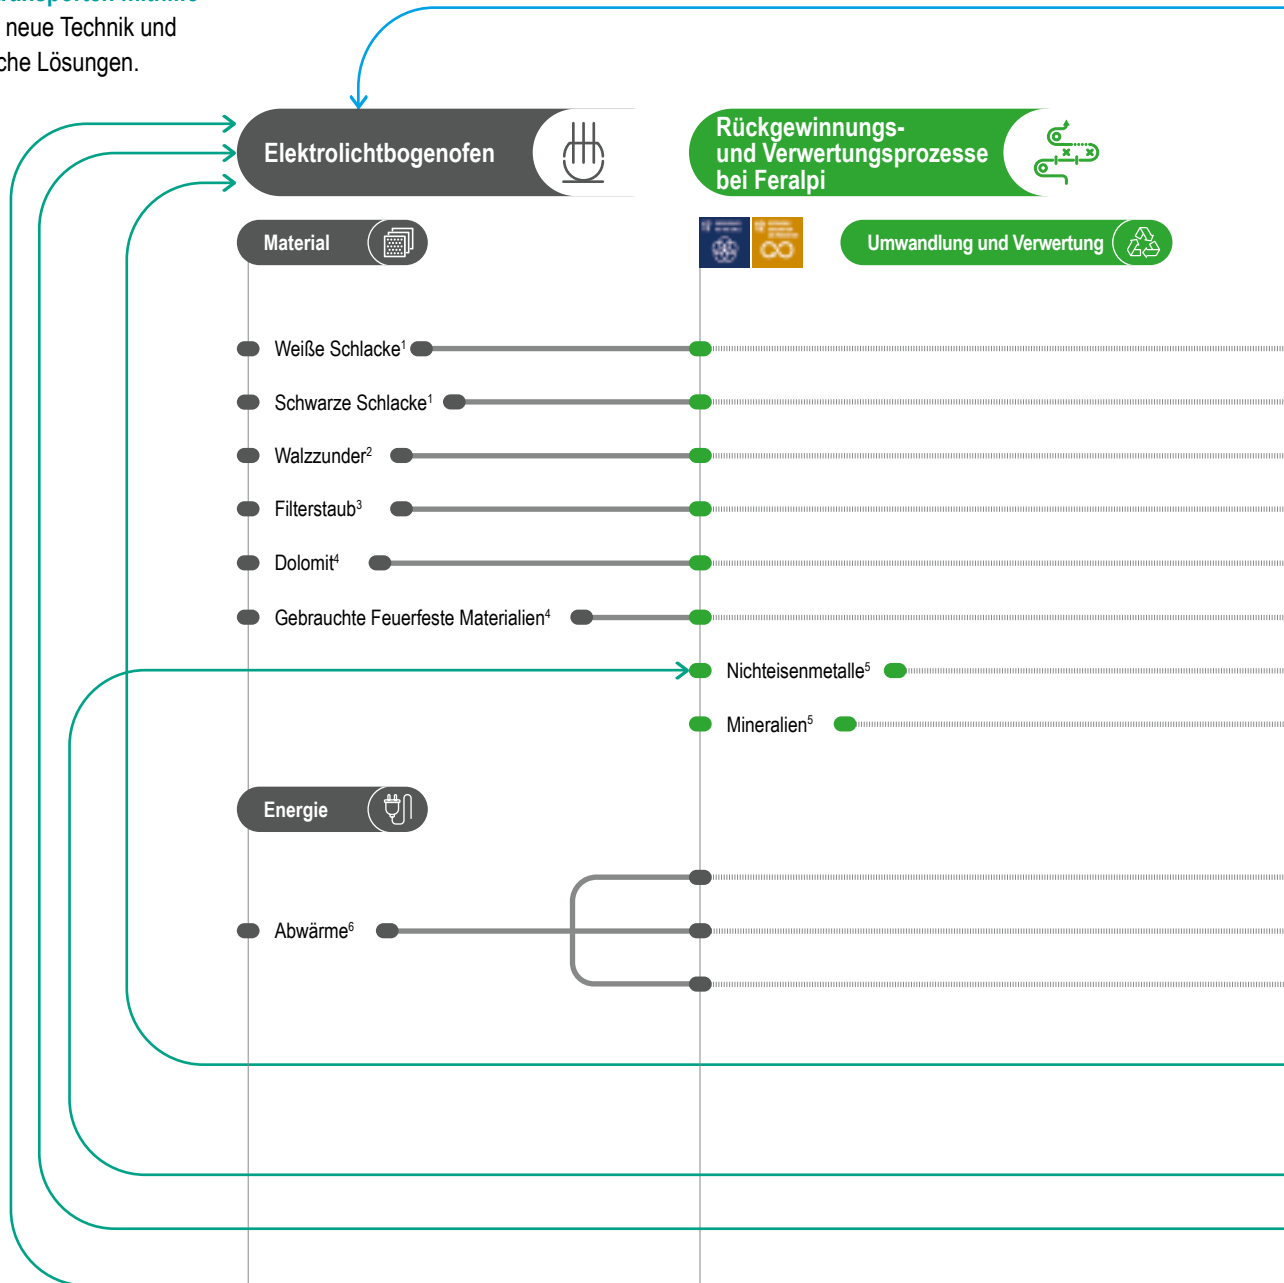 neue Technik und
che Lösungen.
Elektrolichtbogenofen
Rückgewinnungs-
und Verwertungsprozesse
bei Feralpi
Material
Umwandlung und Verwertung
Weiße Schlacke¹
Schwarze Schlacke¹
Walzzunder²
Filterstaub³
Dolomit⁴
Gebrauchte Feuerfeste Materialien⁴
Nichteisenmetalle⁵
Mineralien⁵
Energie
Abwärme⁶